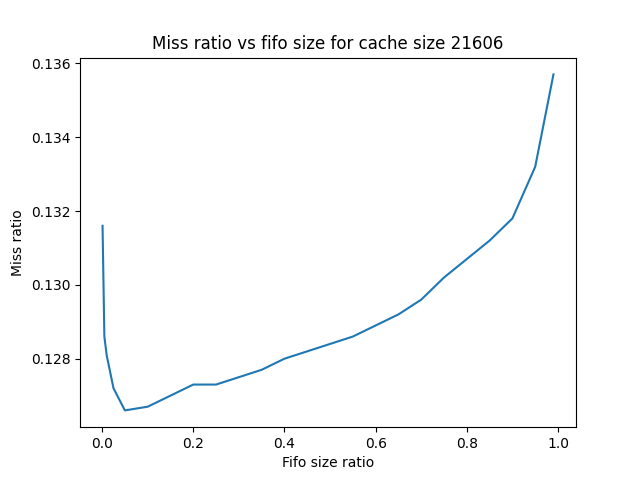 Miss ratio vs fifo size for cache size 21606
0.136
0.134
0.132
0.130
0.128
Miss ratio
0.0 0.2 0.4 0.6 0.8 1.0
Fifo size ratio